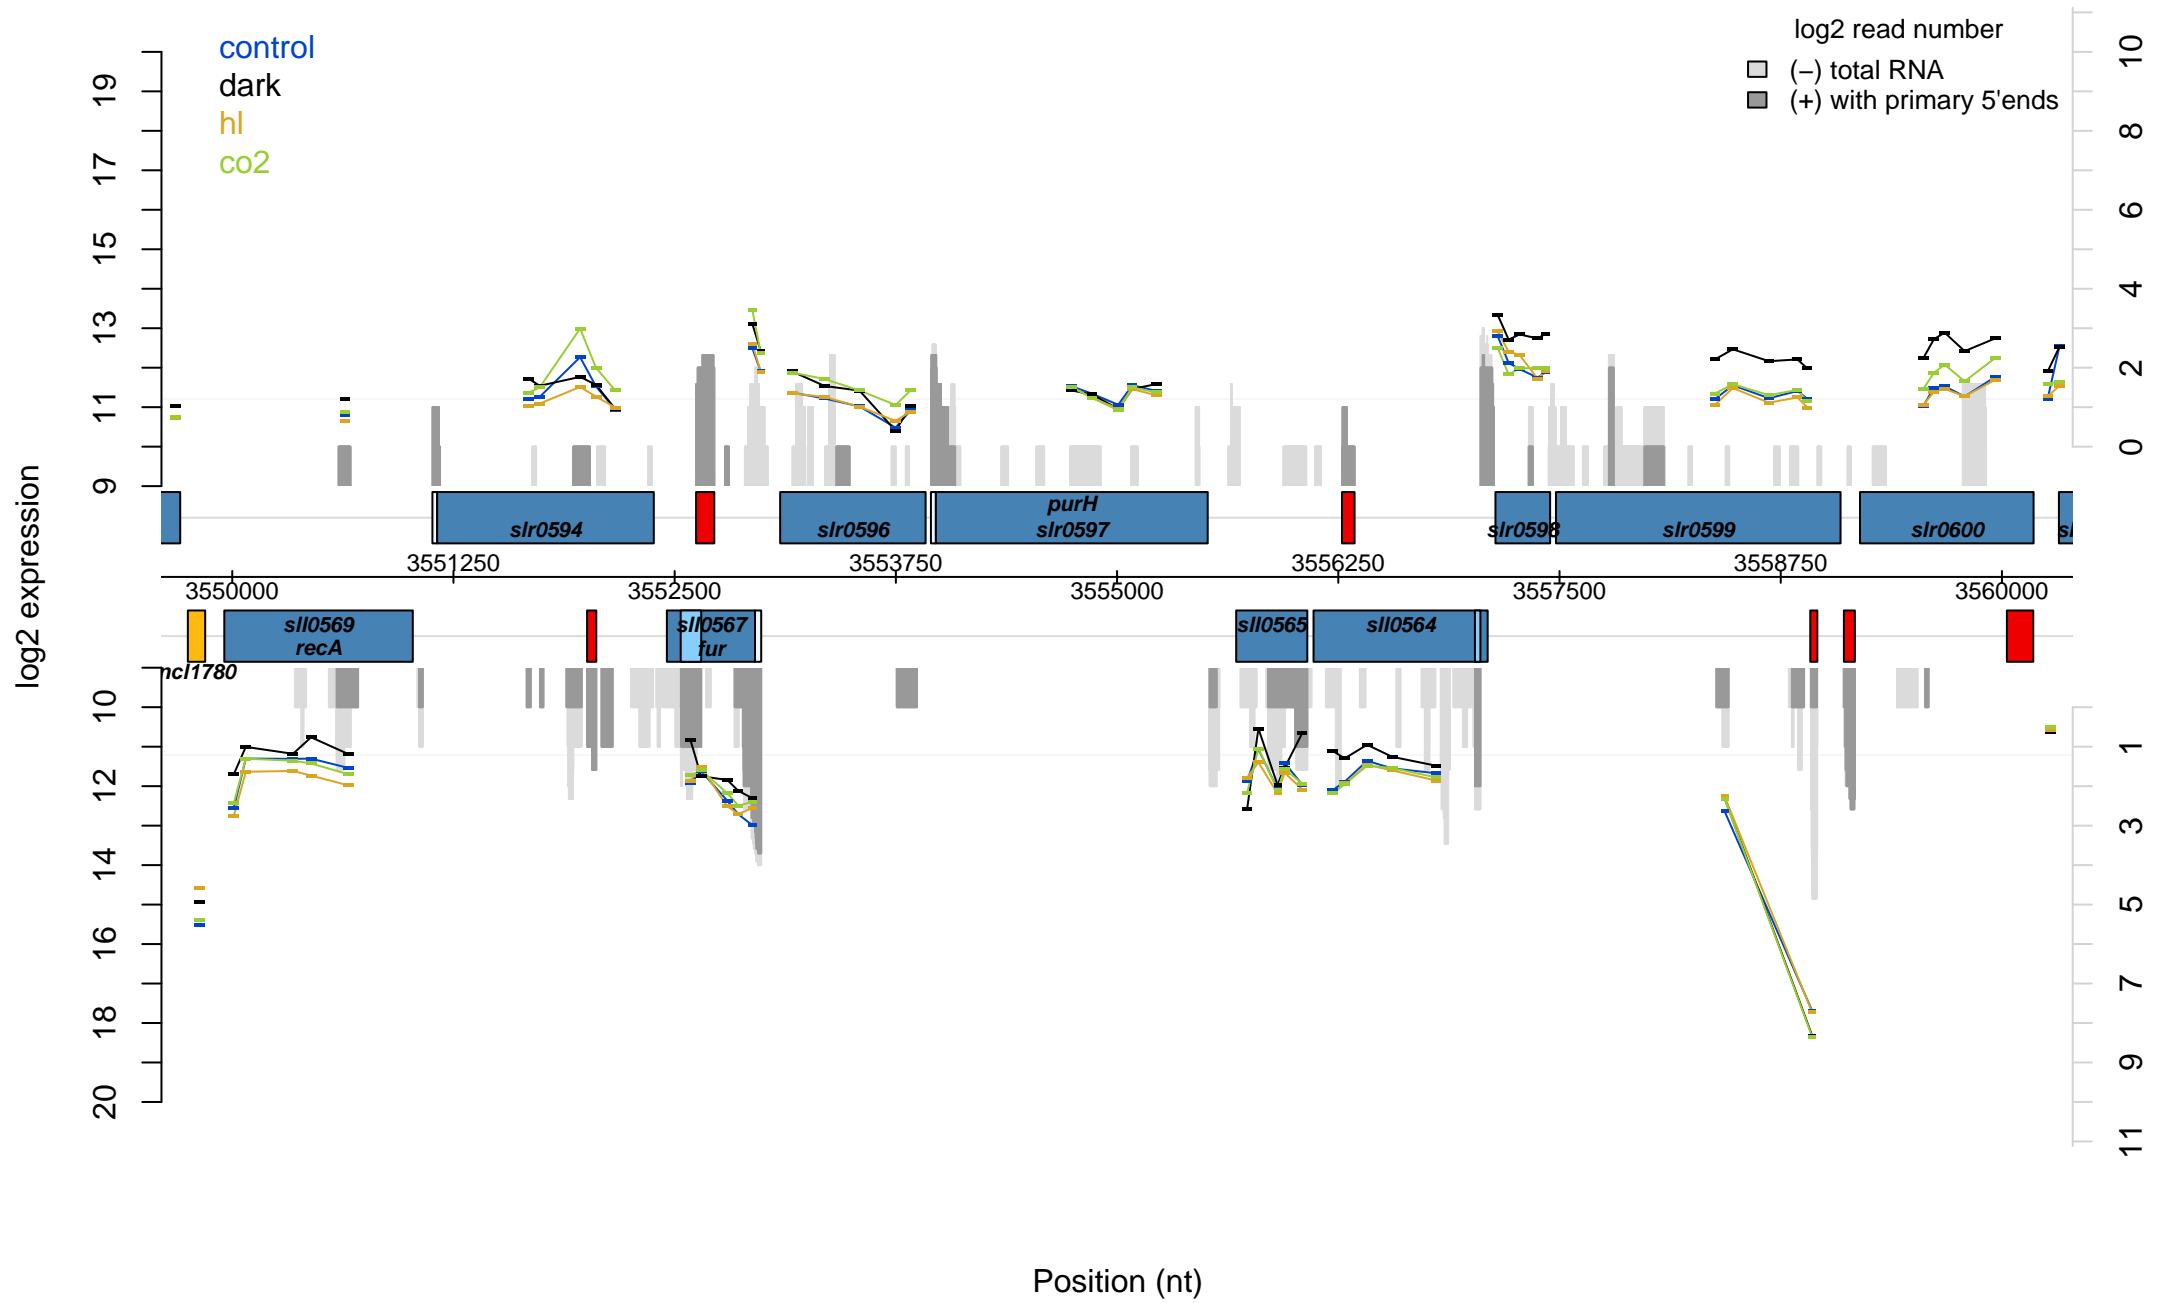 control
dark
hl
co2
log2 read number
(−) total RNA
(+) with primary 5'ends
19
17
15
13
11
9
10
8
6
4
2
0
log2 expression
slr0594
slr0596
purH
slr0597
slr0598
slr0599
slr0600
sl
3551250
3553750
3556250
3558750
3550000
3552500
3555000
3557500
3560000
sll0569
recA
sll0567
fur
sll0565
sll0564
ncl1780
10
12
14
16
18
20
1
3
5
7
9
11
Position (nt)